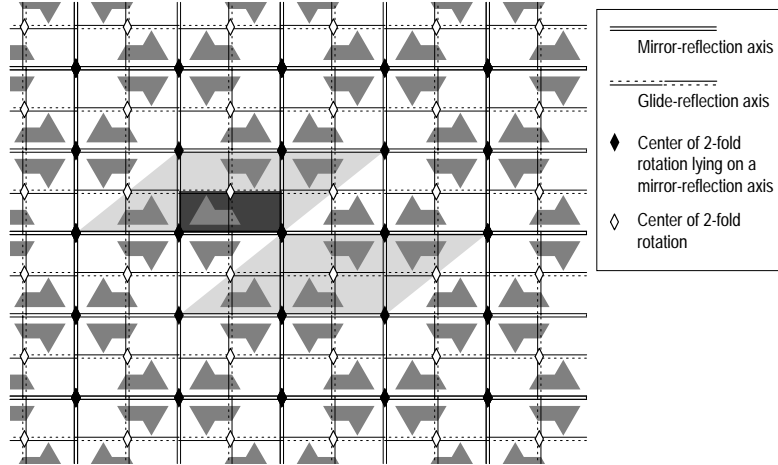 Mirror-reflection axis
Glide-reflection axis
Center of 2-fold
rotation lying on a
mirror-reflection axis
Center of 2-fold
rotation